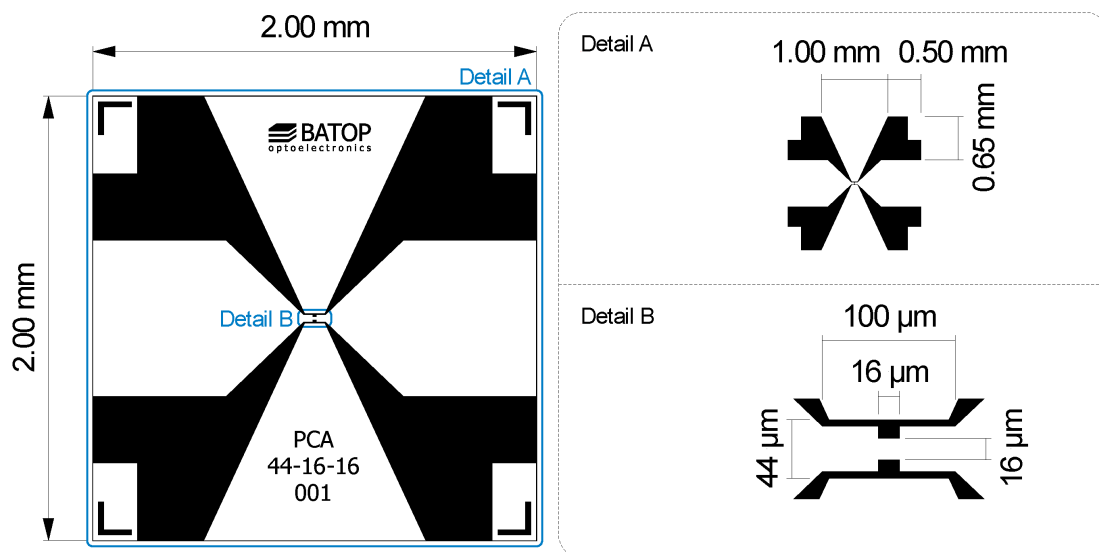 2.00 mm
Detail A
2.00 mm
BATOP
optoelectronics
Detail B
PCA
44-16-16
001
Detail A
1.00 mm
0.50 mm
0.65 mm
Detail B
100 µm
16 µm
44 µm
16 µm